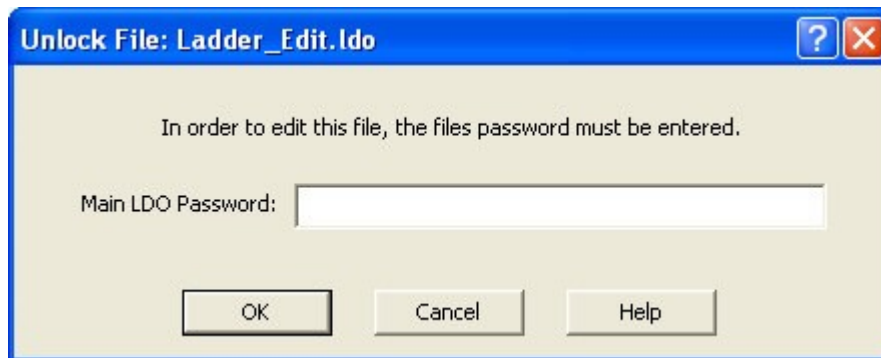 Unlock File: Ladder_Edit.ldo
In order to edit this file, the files password must be entered.
Main LDO Password:
OK Cancel Help